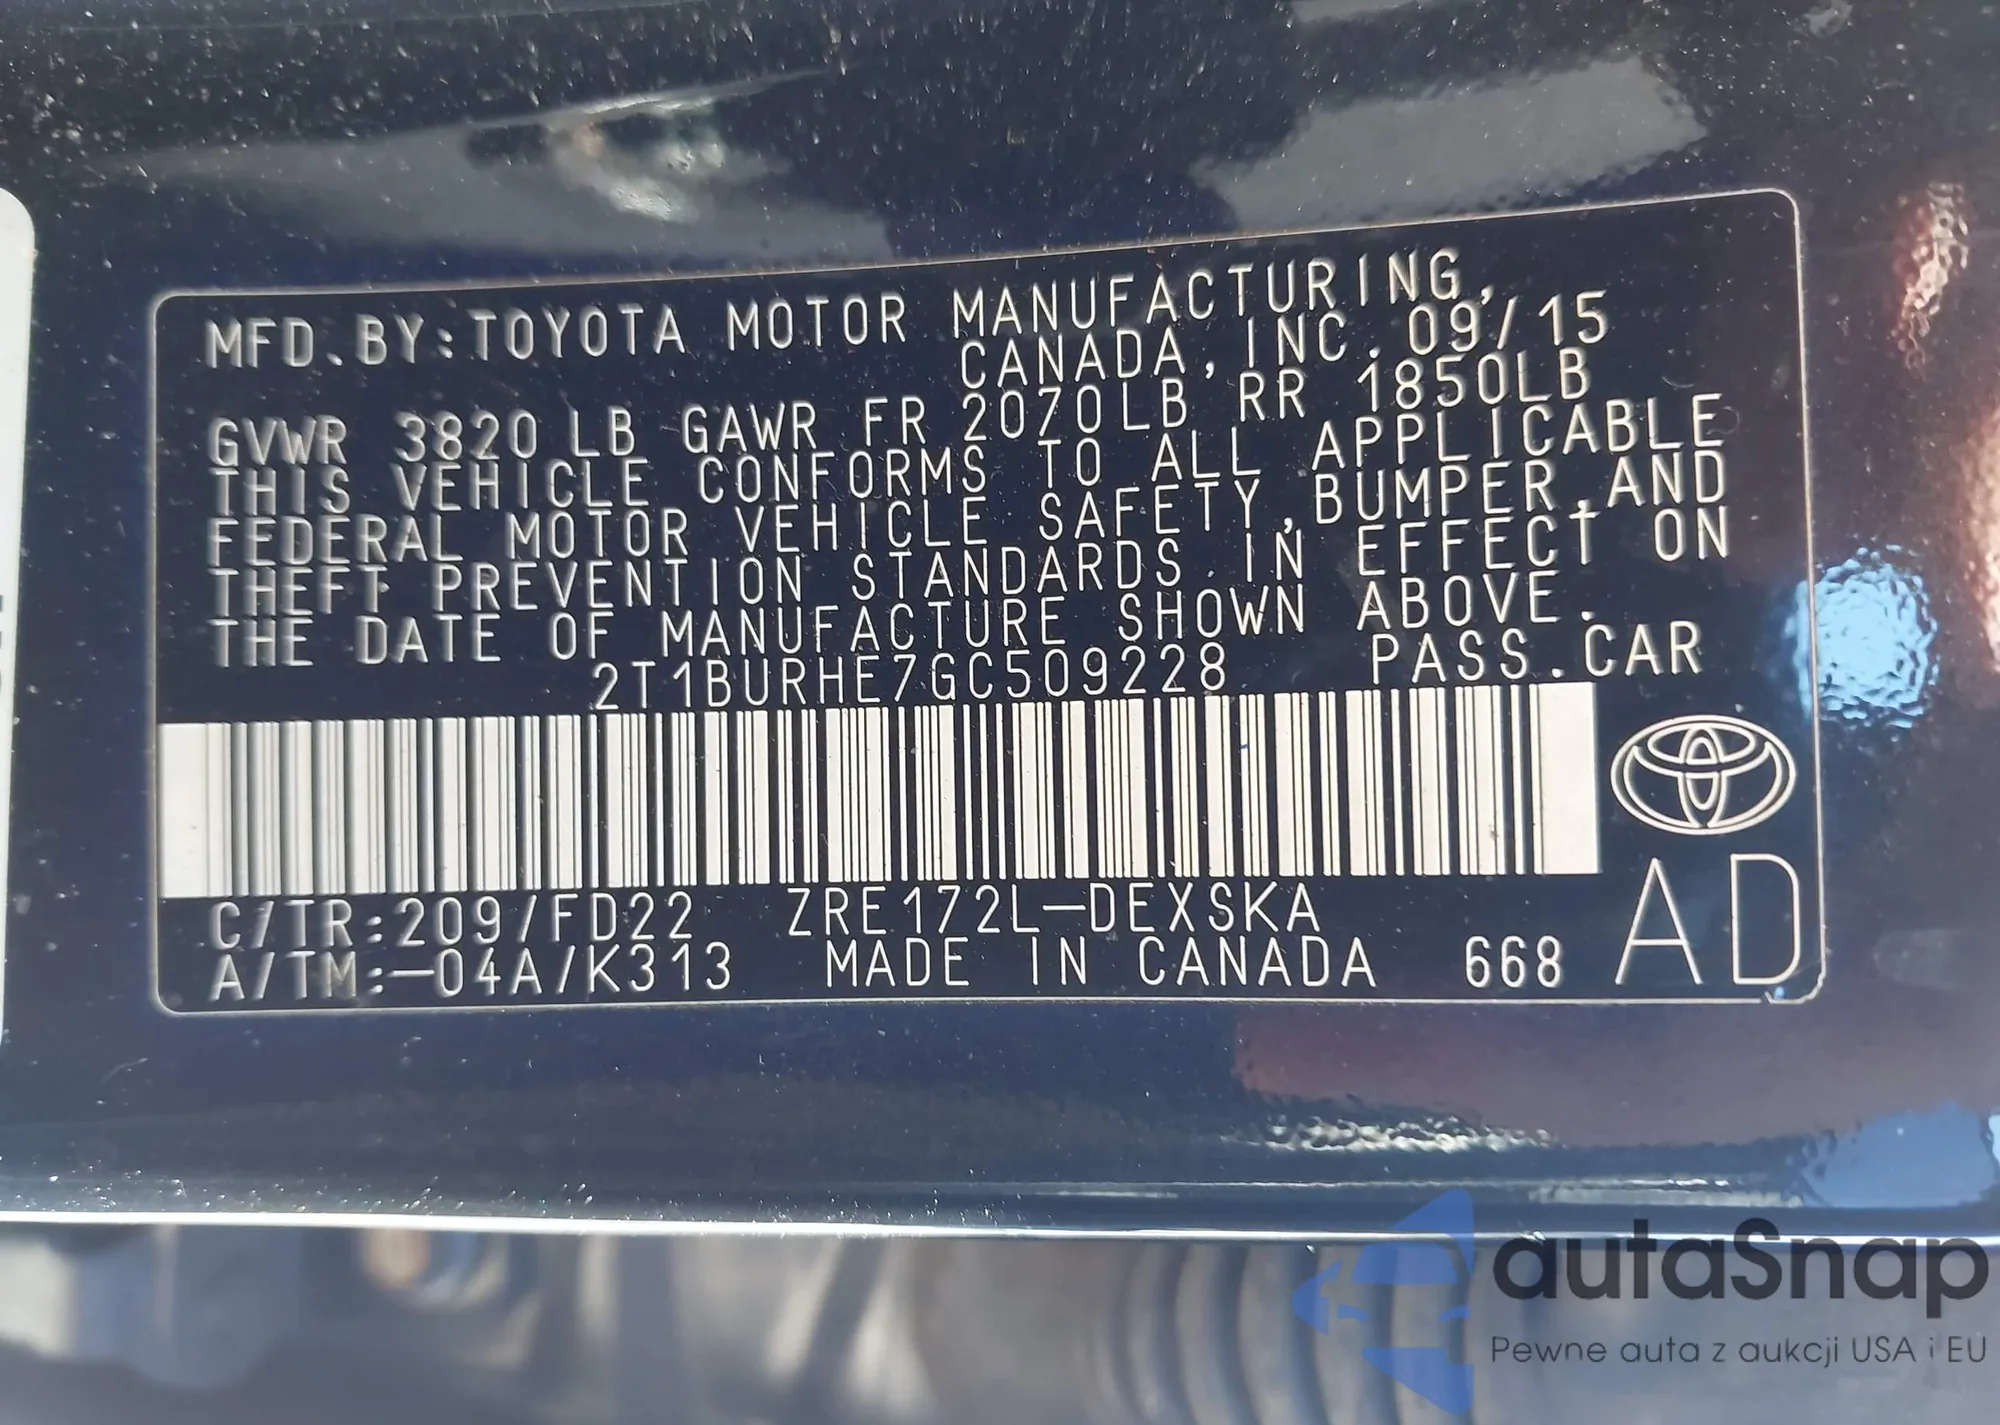 MFD.BY:TOYOTA MOTOR MANUFACTURING,
CANADA, INC. 09/15
GVWR 3820 LB GAWR FR 2070LB RR 1850LB
THIS VEHICLE CONFORMS TO ALL APPLICABLE
FEDERAL MOTOR VEHICLE SAFETY,BUMPER,AND
THEFT PREVENTION STANDARDS IN EFFECT ON
THE DATE OF MANUFACTURE SHOWN ABOVE.
2T1BURHE7GC509228 PASS.CAR
C/TR:209/FD22 ZRE172L-DEXSKA
A/TM:-04A/K313 MADE IN CANADA 668 AD
autaSnap
Pewne auta z aukcji USA i EU